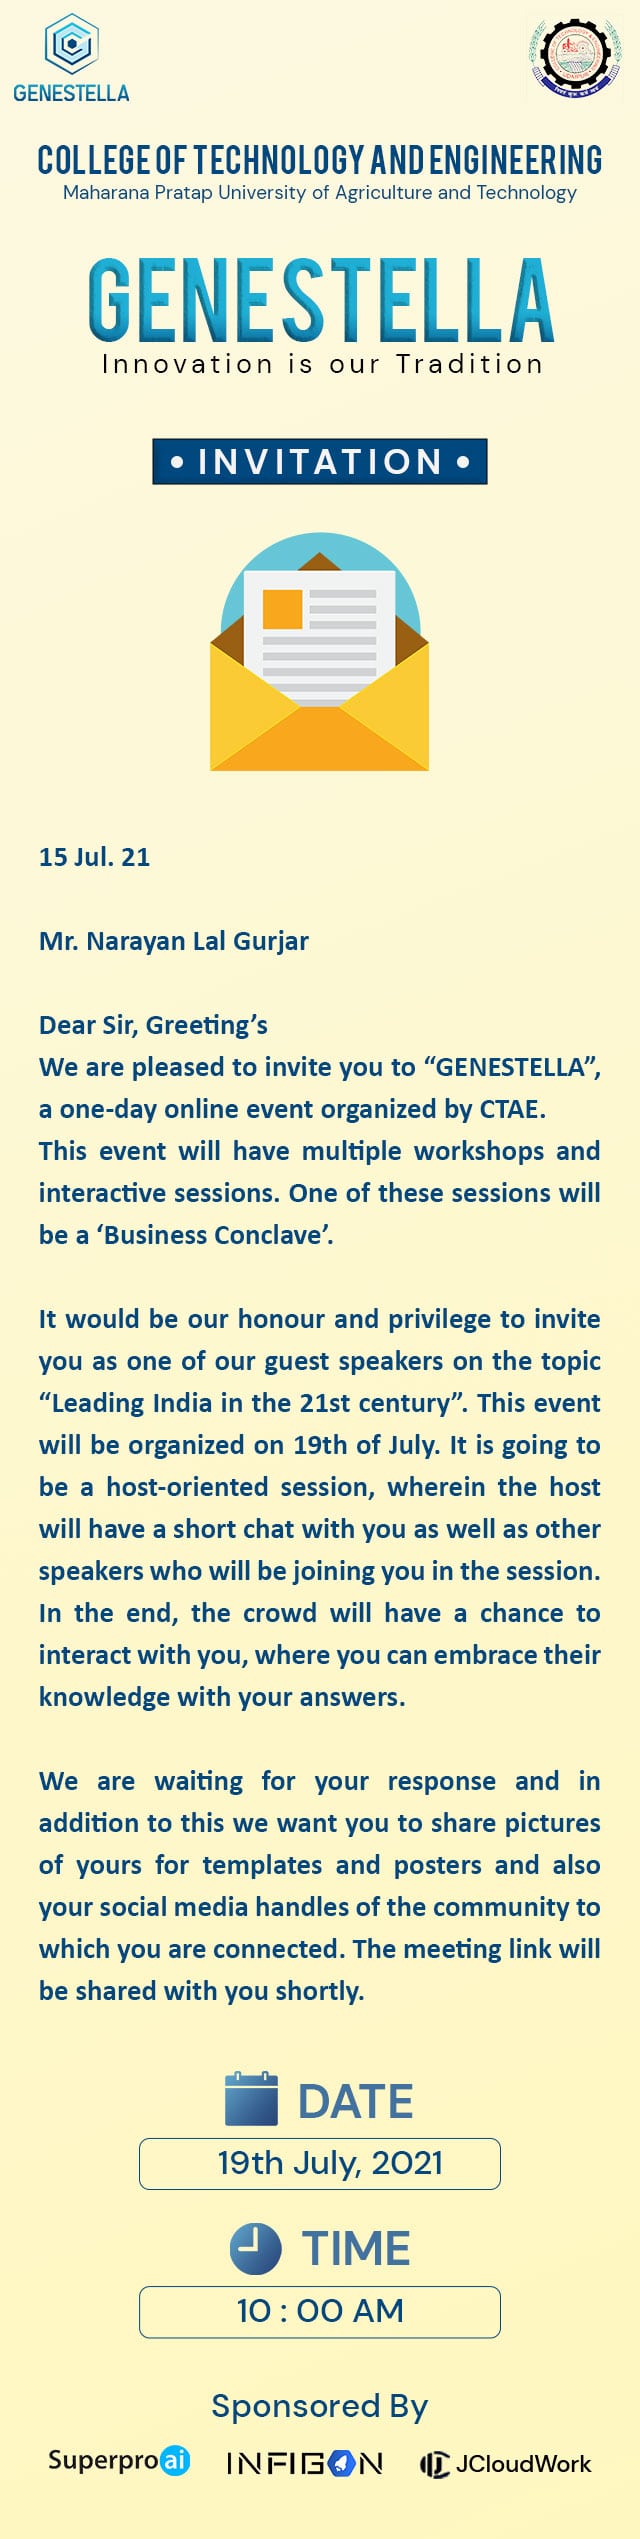 GENESTELLA
COLLEGE OF TECHNOLOGY AND ENGINEERING
Maharana Pratap University of Agriculture and Technology
GENESTELLA
Innovation is our Tradition
• INVITATION •
15 Jul. 21
Mr. Narayan Lal Gurjar
Dear Sir, Greeting’s
We are pleased to invite you to “GENESTELLA”,
a one-day online event organized by CTAE.
This event will have multiple workshops and
interactive sessions. One of these sessions will
be a ‘Business Conclave’.
It would be our honour and privilege to invite
you as one of our guest speakers on the topic
“Leading India in the 21st century”. This event
will be organized on 19th of July. It is going to
be a host-oriented session, wherein the host
will have a short chat with you as well as other
speakers who will be joining you in the session.
In the end, the crowd will have a chance to
interact with you, where you can embrace their
knowledge with your answers.
We are waiting for your response and in
addition to this we want you to share pictures
of yours for templates and posters and also
your social media handles of the community to
which you are connected. The meeting link will
be shared with you shortly.
DATE
19th July, 2021
TIME
10 : 00 AM
Sponsored By
Superpro ai
INFIGON
JCloudWork